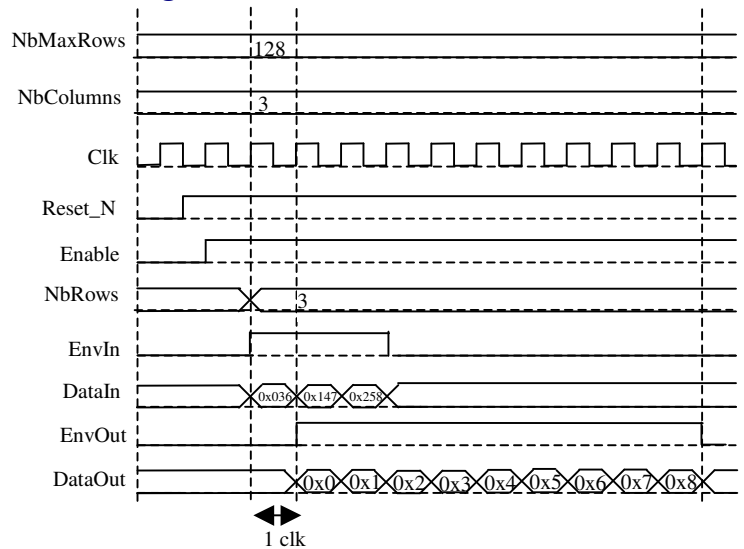 NbMaxRows 128
NbColumns 3
Clk
Reset_N
Enable
NbRows 3
EnvIn
DataIn 0x036 0x147 0x258
EnvOut
DataOut 0x0 0x1 0x2 0x3 0x4 0x5 0x6 0x7 0x8
1 clk